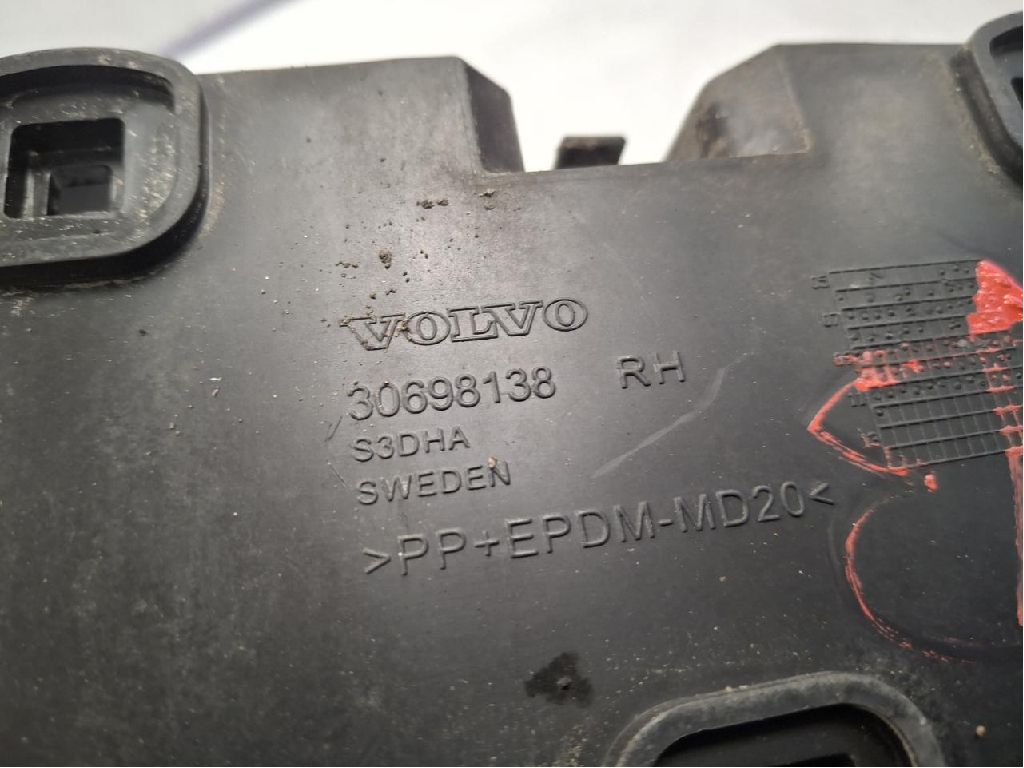 VOLVO
30698138 RH
S3DHA
SWEDEN
>PP+EPDM-MD20<